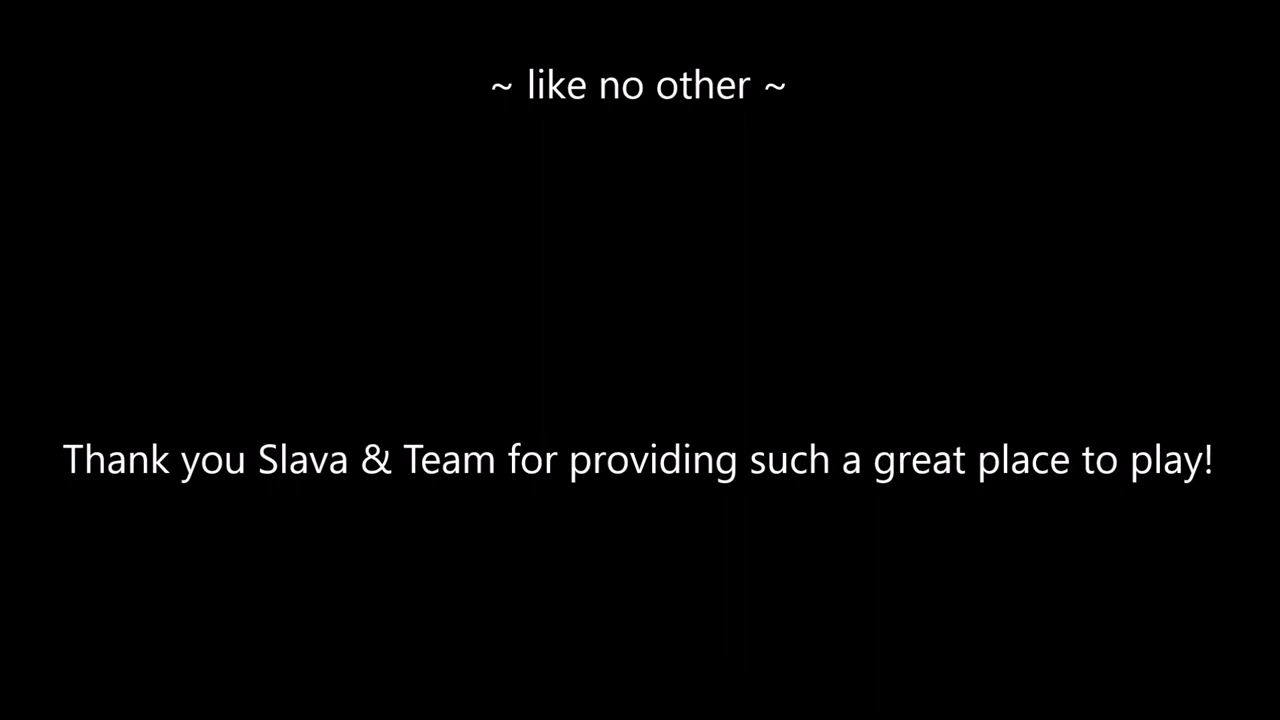 ~ like no other ~
Thank you Slava & Team for providing such a great place to play!